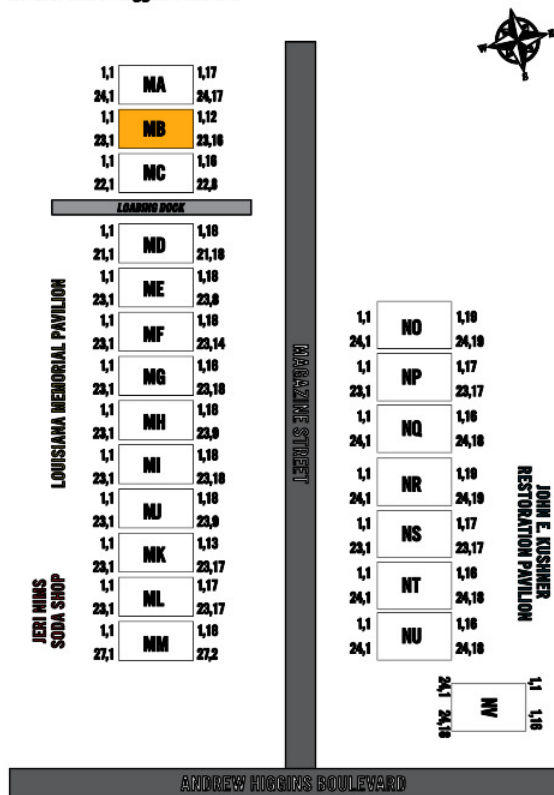 N
W
E
S
1,1 MA 1,17
24,1 24,17
1,1 MB 1,12
23,1 23,16
1,1 MC 1,16
22,1 22,8
LOADING DOCK
1,1 MD 1,18
21,1 21,18
1,1 ME 1,18
23,1 23,8
1,1 MF 1,18
23,1 23,14
1,1 MG 1,16
23,1 23,18
1,1 MH 1,18
23,1 23,9
1,1 MI 1,18
23,1 23,18
1,1 MJ 1,18
23,1 23,9
1,1 MK 1,13
23,1 23,17
1,1 ML 1,17
23,1 23,17
1,1 MM 1,18
27,1 27,2
LOUISIANA MEMORIAL PAVILION
JERI NIMS
SODA SHOP
MAGAZINE STREET
1,1 NO 1,19
24,1 24,19
1,1 NP 1,17
23,1 23,17
1,1 NQ 1,16
24,1 24,18
1,1 NR 1,19
24,1 24,19
1,1 NS 1,17
23,1 23,17
1,1 NT 1,16
24,1 24,18
1,1 NU 1,16
24,1 24,18
JOHN E. KUSHNER
RESTORATION PAVILION
24,1 NV 1,1
24,18 1,16
ANDREW HIGGINS BOULEVARD